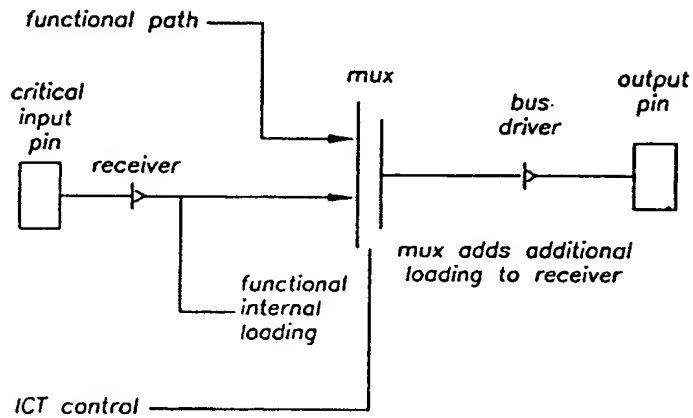 functional path
mux
critical
input
pin
output
pin
bus-
driver
receiver
mux adds additional
loading to receiver
functional
internal
loading
ICT control